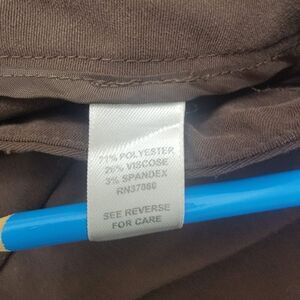 71% POLYESTER
26% VISCOSE
3% SPANDEX
RN37880
SEE REVERSE
FOR CARE